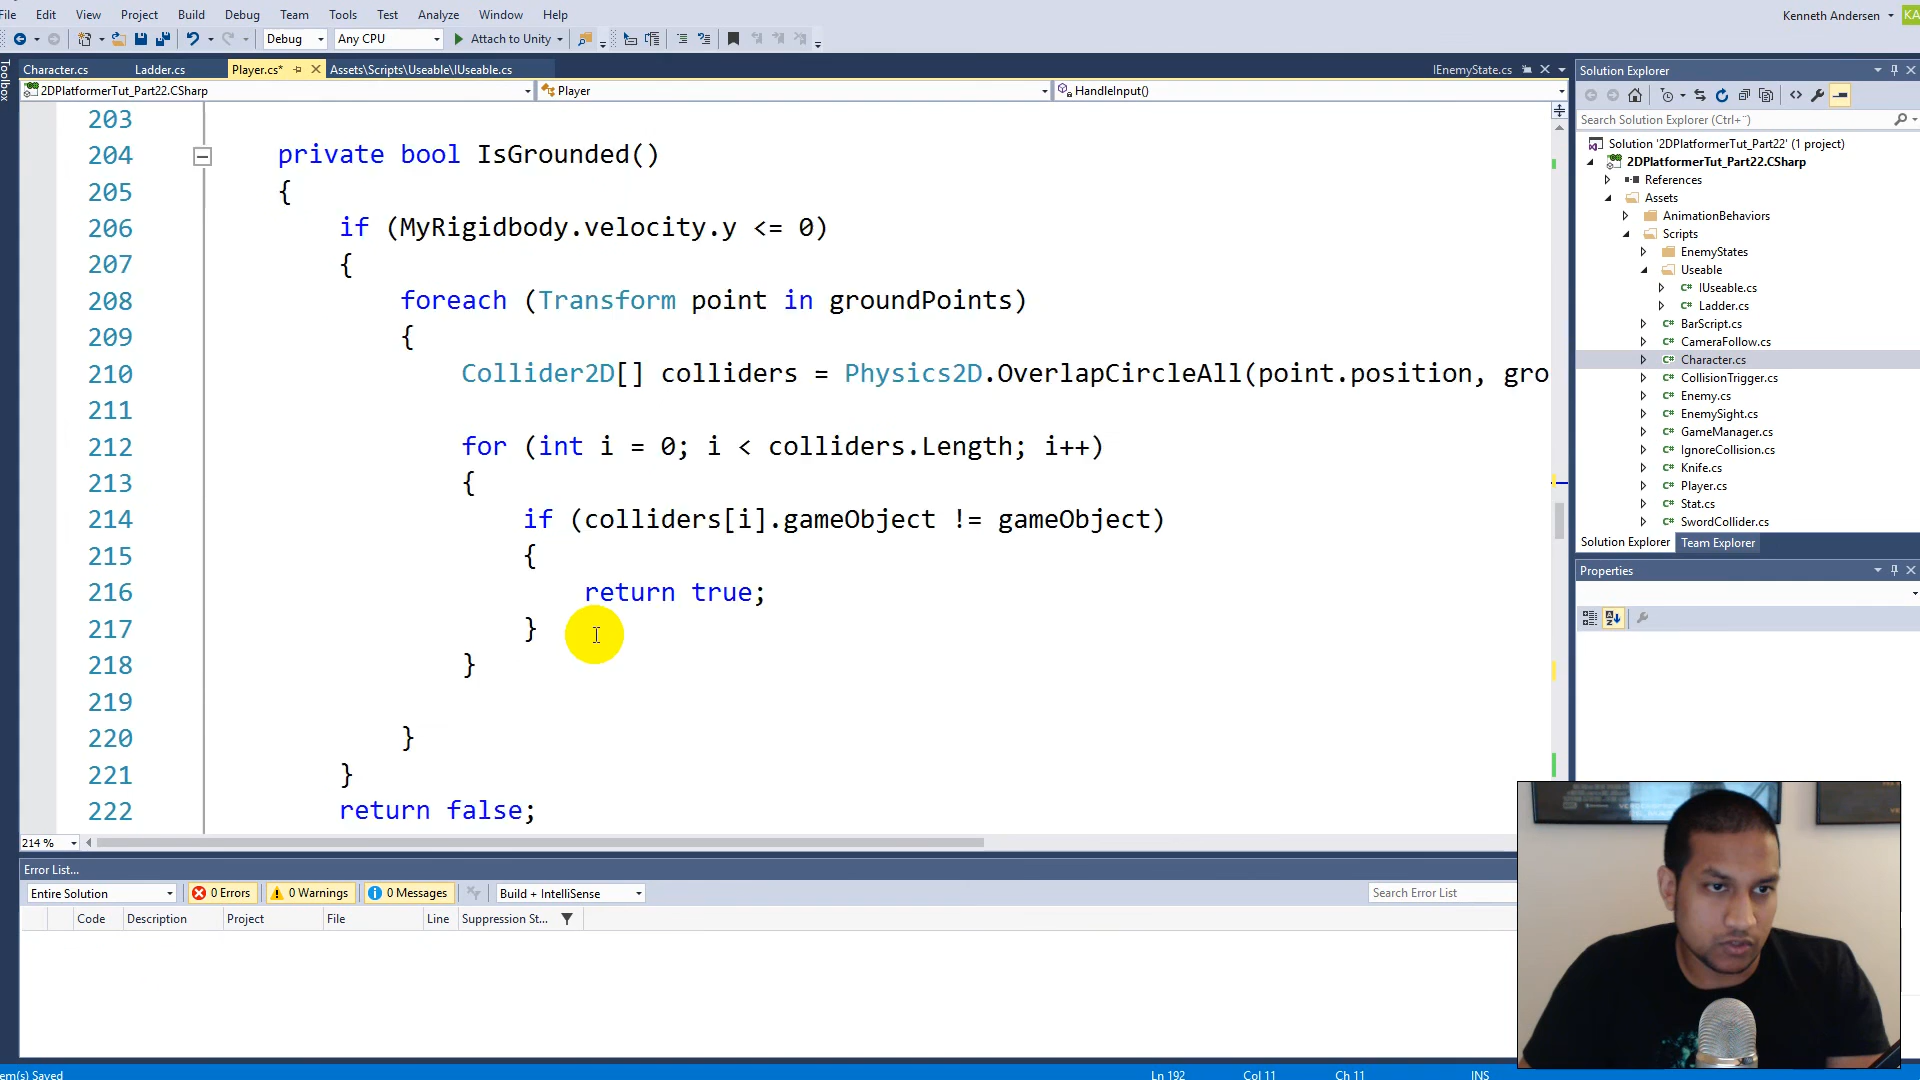 File Edit View Project Build Debug Team Tools Test Analyze Window Help
Kenneth Andersen KA
Debug Any CPU Attach to Unity
Character.cs Ladder.cs Player.cs* Assets\Scripts\Useable\IUseable.cs IEnemyState.cs
2DPlatformerTut_Part22.CSharp Player HandleInput()
Toolbox
203
204 private bool IsGrounded()
205 {
206 if (MyRigidbody.velocity.y <= 0)
207 {
208 foreach (Transform point in groundPoints)
209 {
210 Collider2D[] colliders = Physics2D.OverlapCircleAll(point.position, gro
211
212 for (int i = 0; i < colliders.Length; i++)
213 {
214 if (colliders[i].gameObject != gameObject)
215 {
216 return true;
217 }
218 }
219
220 }
221 }
222 return false;
214 %
Solution Explorer
Search Solution Explorer (Ctrl+¨)
Solution '2DPlatformerTut_Part22' (1 project)
2DPlatformerTut_Part22.CSharp
References
Assets
AnimationBehaviors
Scripts
EnemyStates
Useable
IUseable.cs
Ladder.cs
BarScript.cs
CameraFollow.cs
Character.cs
CollisionTrigger.cs
Enemy.cs
EnemySight.cs
GameManager.cs
IgnoreCollision.cs
Knife.cs
Player.cs
Stat.cs
SwordCollider.cs
Solution Explorer Team Explorer
Properties
Error List...
Entire Solution 0 Errors 0 Warnings 0 Messages Build + IntelliSense Search Error List
Code Description Project File Line Suppression St...
em(s) Saved Ln 192 Col 11 Ch 11 INS